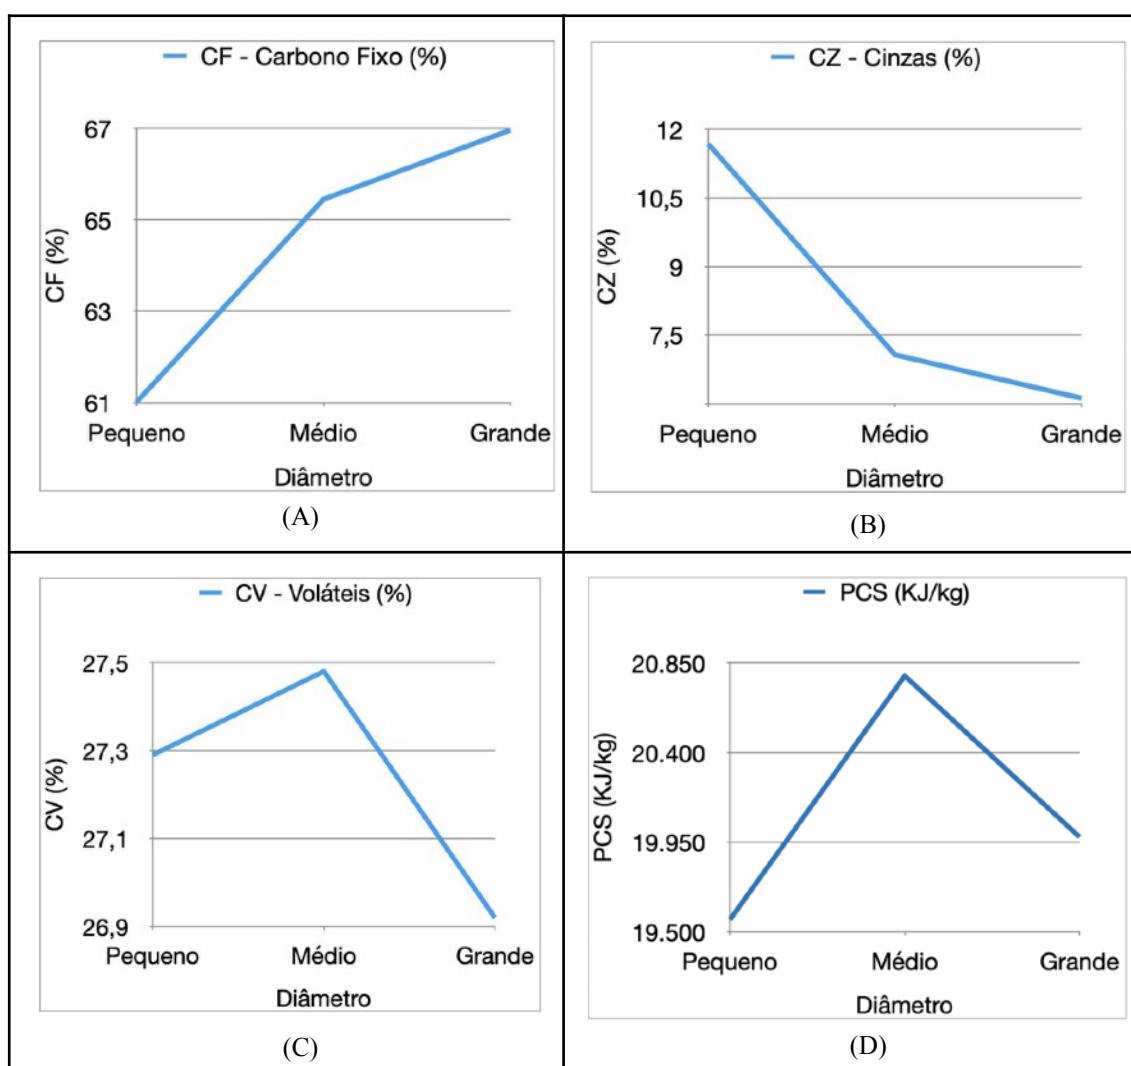 CF - Carbono Fixo (%)
67
65
63
61
CF (%)
Pequeno Médio Grande
Diâmetro
(A)
CZ - Cinzas (%)
12
10,5
9
7,5
CZ (%)
Pequeno Médio Grande
Diâmetro
(B)
CV - Voláteis (%)
27,5
27,3
27,1
26,9
CV (%)
Pequeno Médio Grande
Diâmetro
(C)
PCS (KJ/kg)
20.850
20.400
19.950
19.500
PCS (KJ/kg)
Pequeno Médio Grande
Diâmetro
(D)